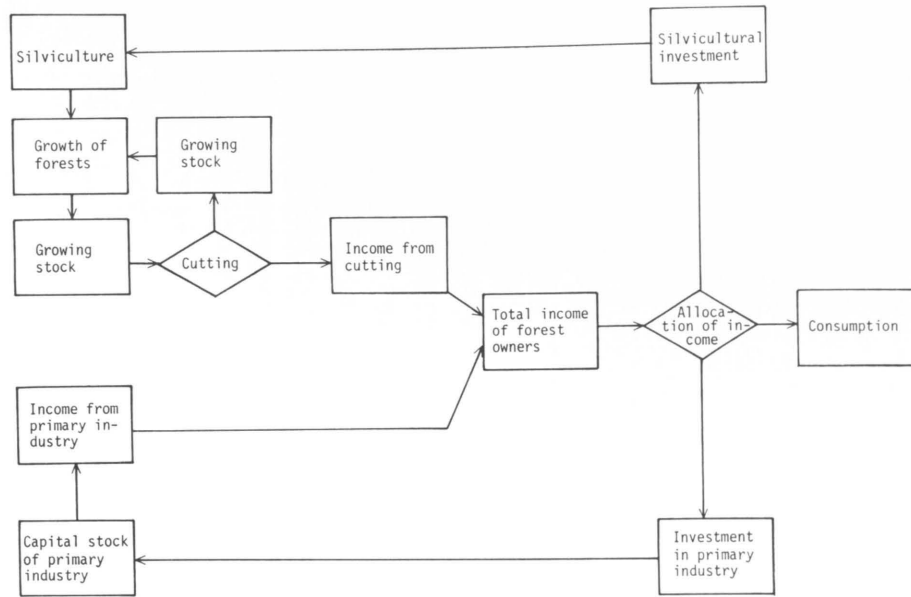 Silviculture
Silvicultural
investment
Growth of
forests
Growing
stock
Growing
stock
Cutting
Income from
cutting
Total income
of forest
owners
Alloca-
tion of in-
come
Consumption
Income from
primary in-
dustry
Capital stock
of primary
industry
Investment
in primary
industry